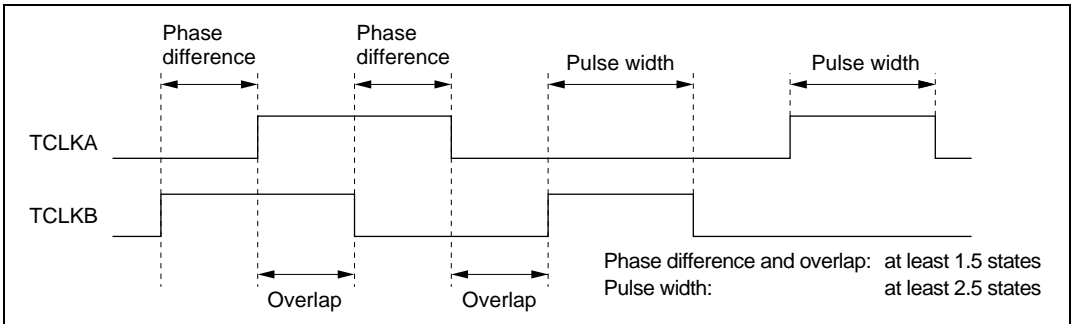 Phase
difference
Phase
difference
Pulse width
Pulse width
TCLKA
TCLKB
Overlap
Overlap
Phase difference and overlap: at least 1.5 states
Pulse width: at least 2.5 states